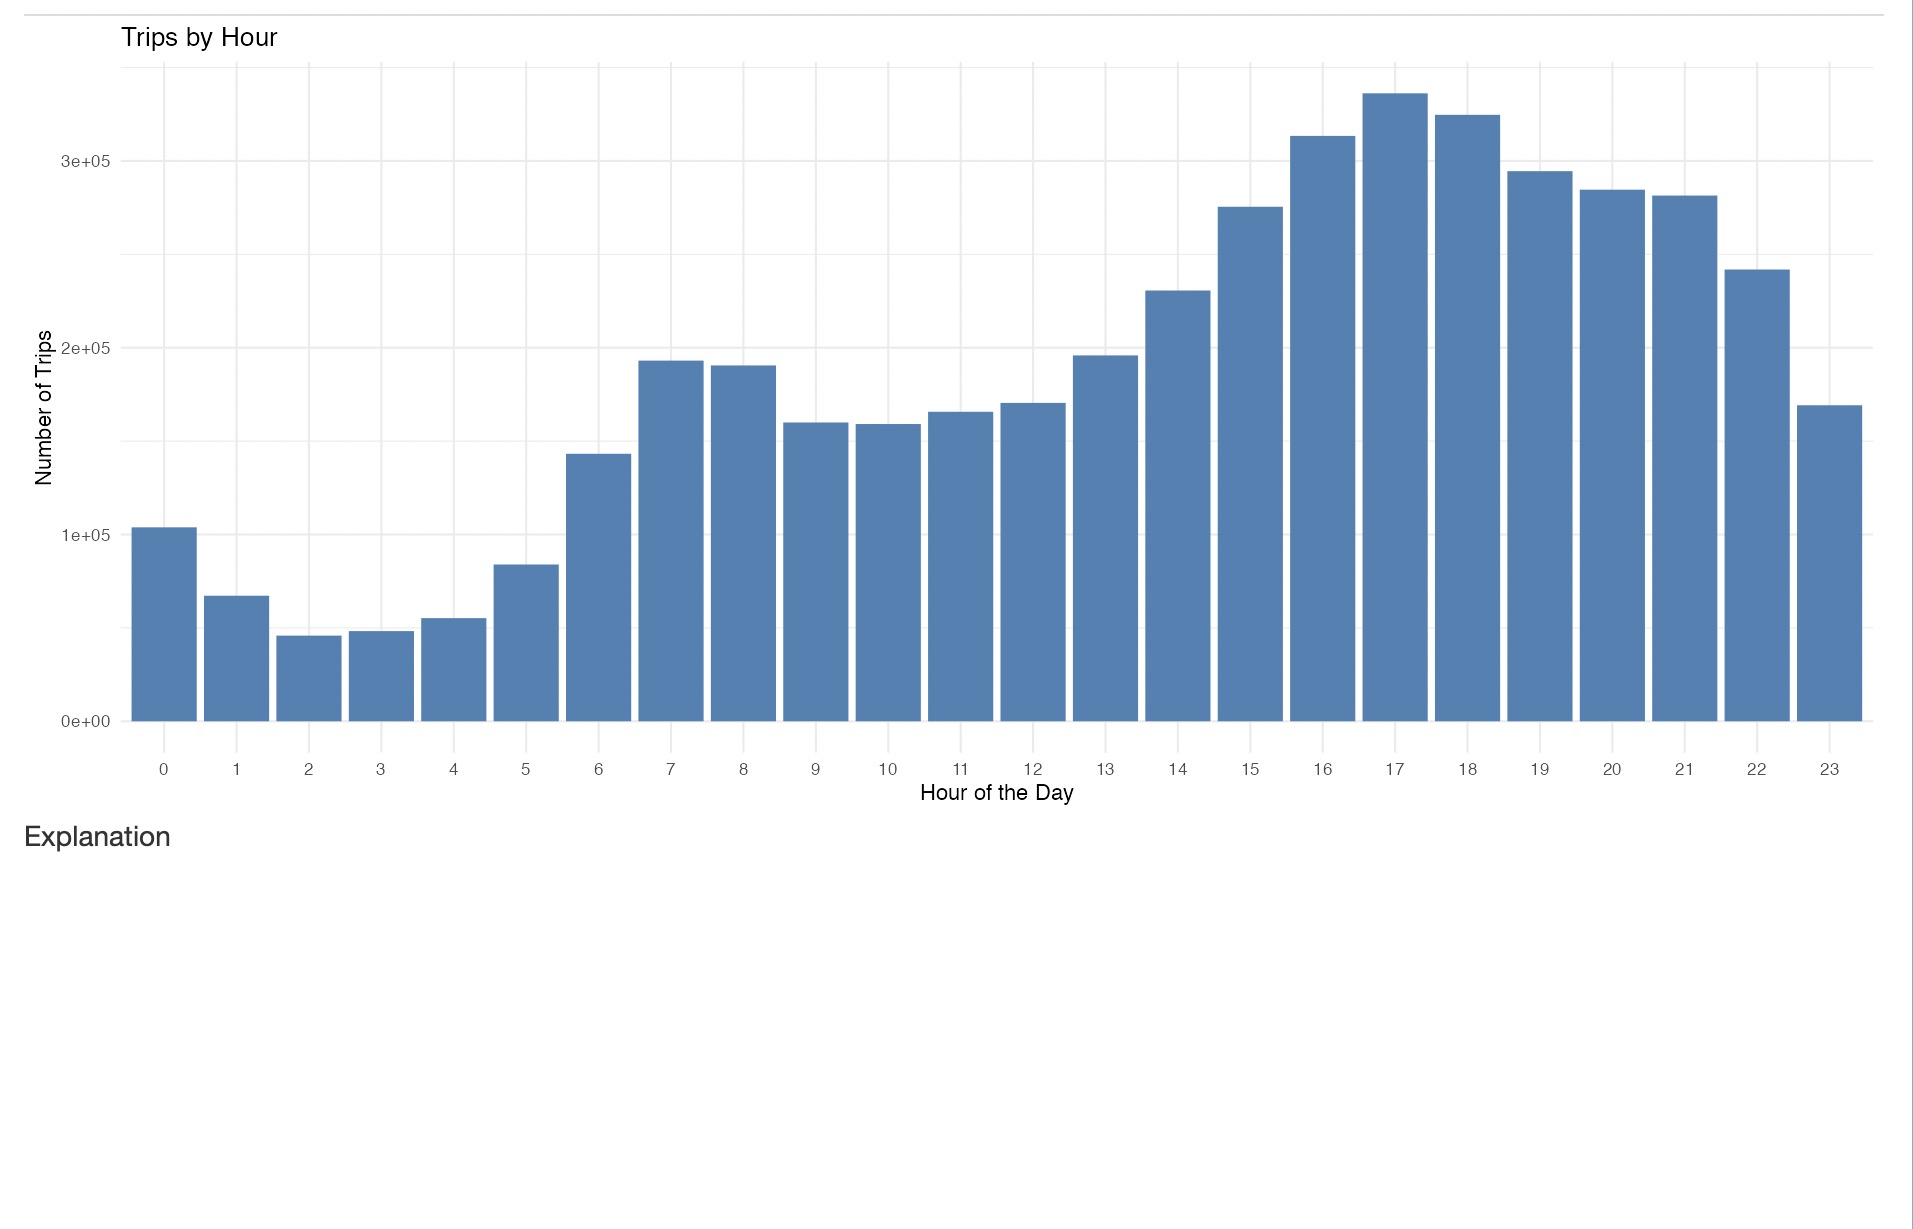 Trips by Hour
3e+05
2e+05
1e+05
0e+00
Number of Trips
0 1 2 3 4 5 6 7 8 9 10 11 12 13 14 15 16 17 18 19 20 21 22 23
Hour of the Day
Explanation